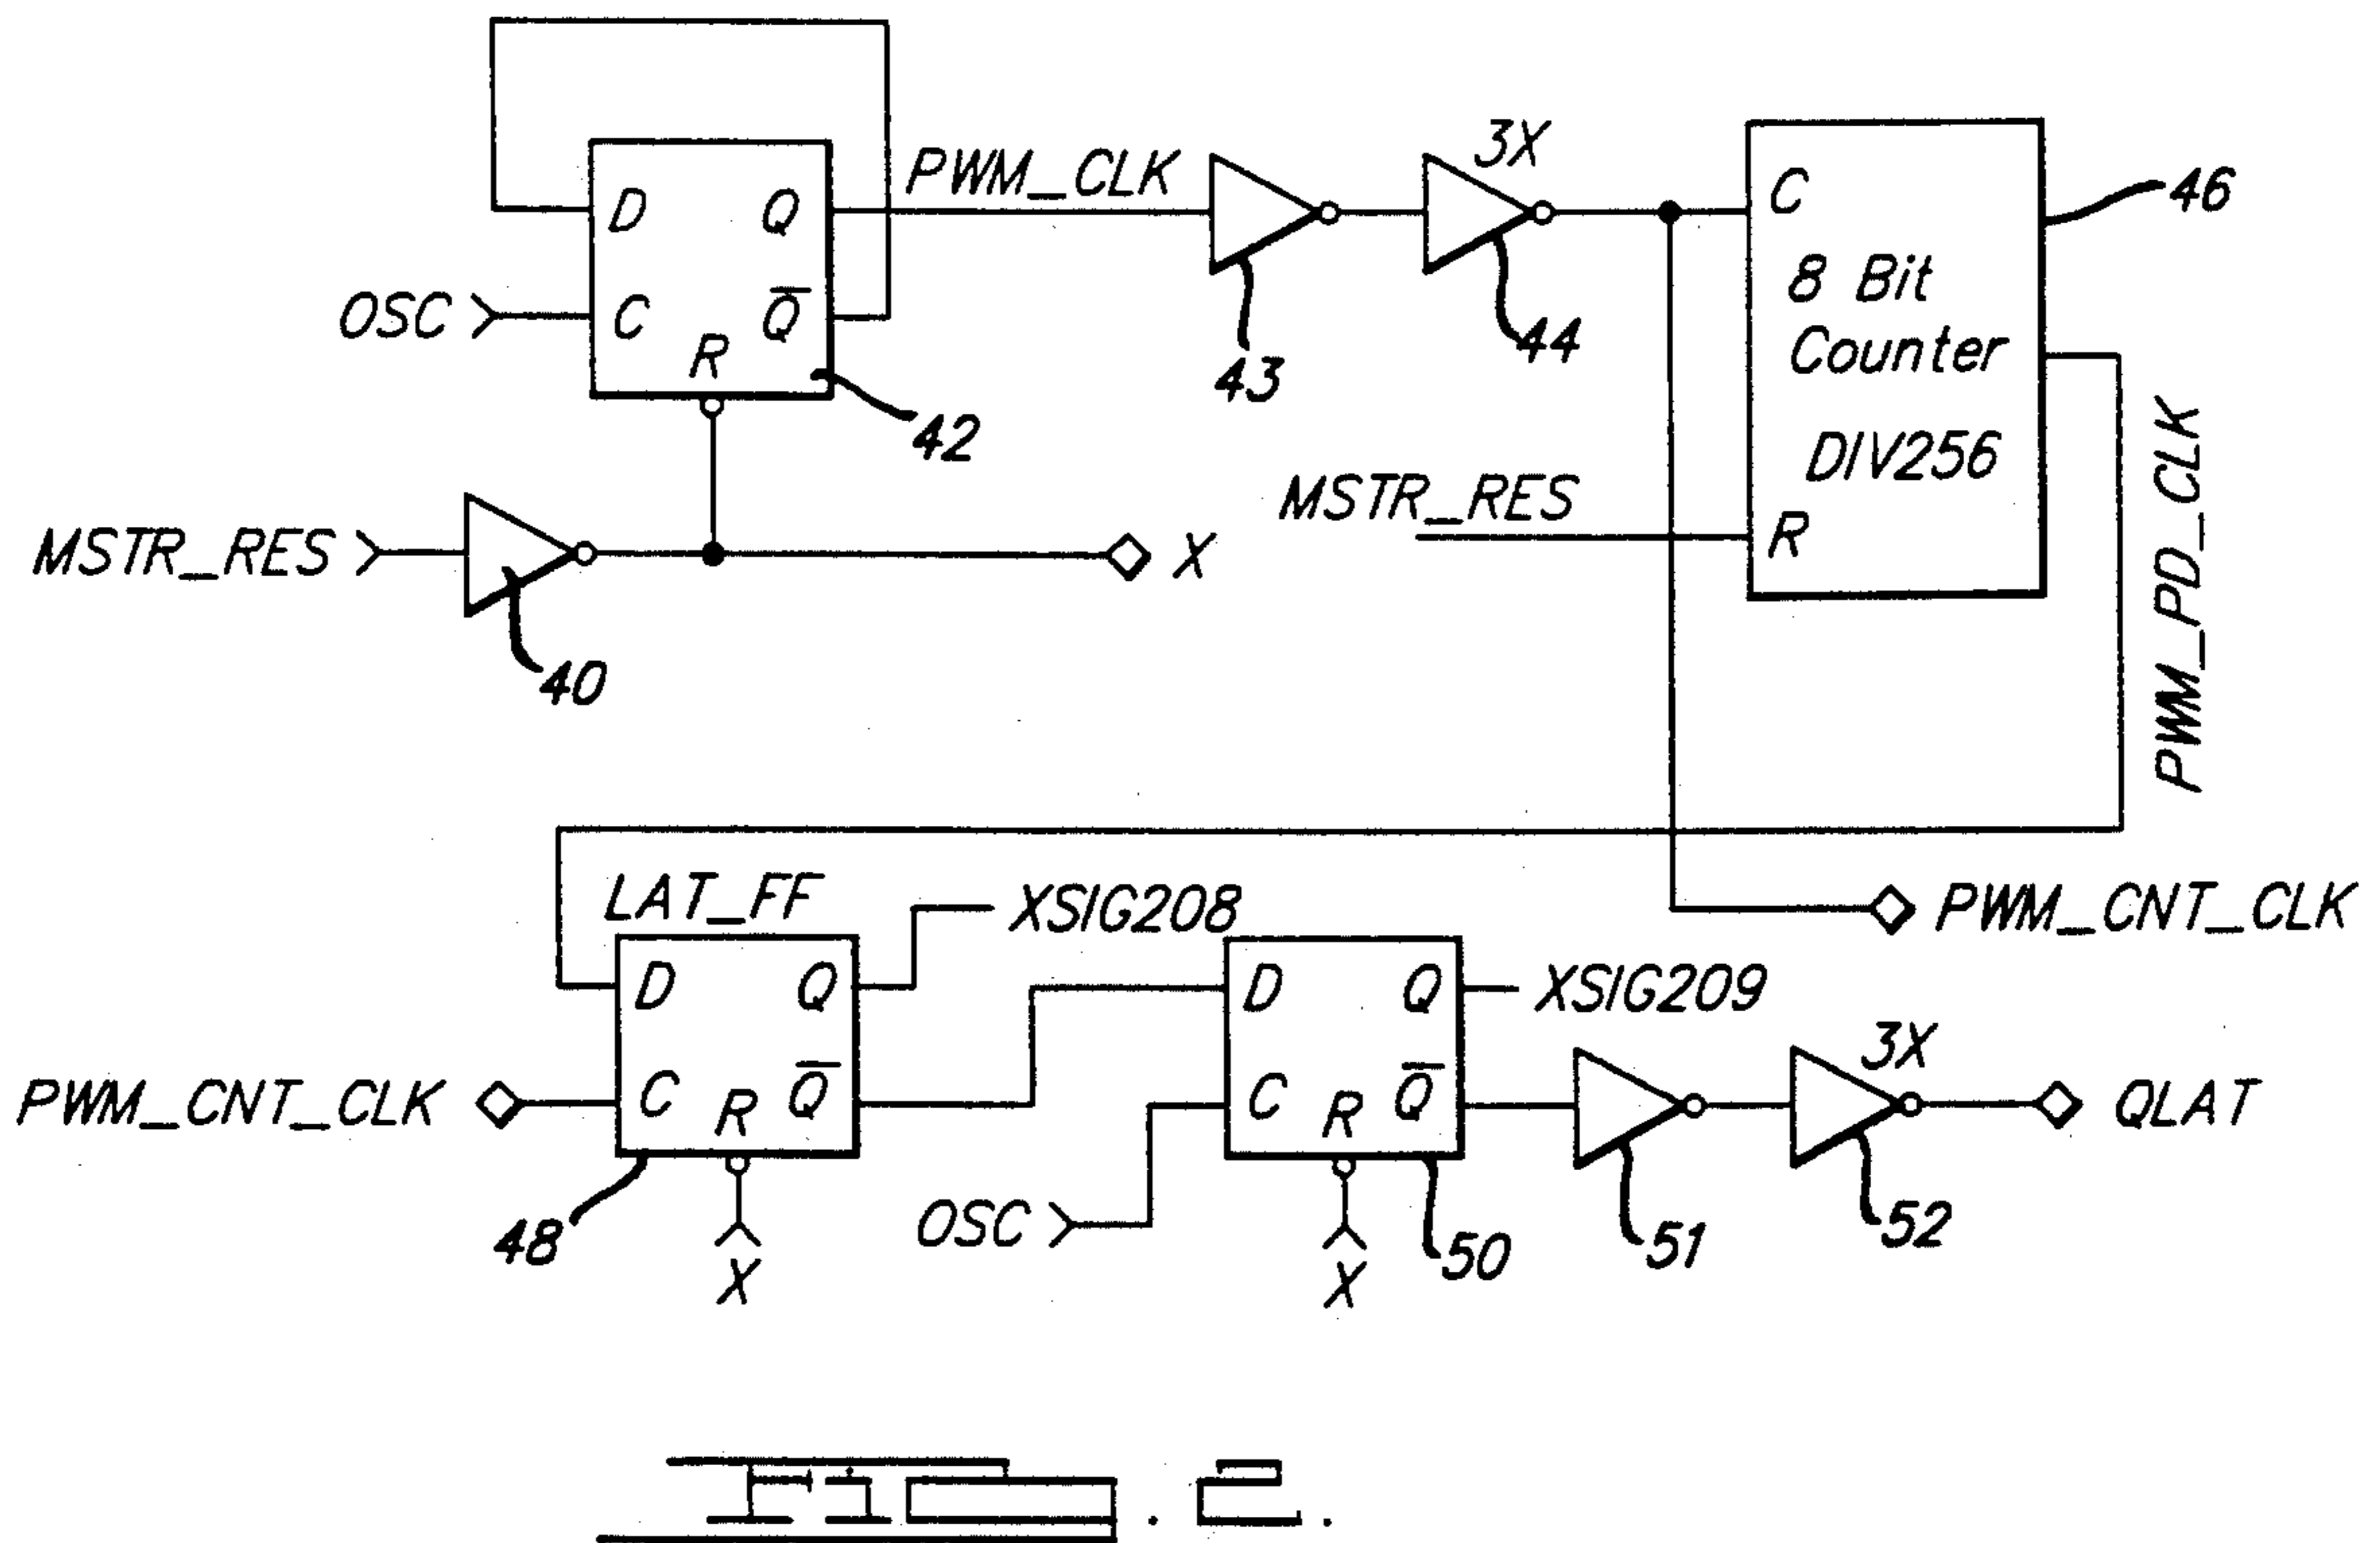 D Q
OSC C Q
R
42
PWM_CLK
43
3X
44
C
8 Bit
Counter
DIV256
R
46
MSTR_RES
40
X
MSTR_RES
PWM_PD_CLK
LAT_FF
XSIG208
PWM_CNT_CLK
D Q
PWM_CNT_CLK C R Q
48
X
D Q
OSC C R Q
50
X
XSIG209
51
3X
52
QLAT
FIG. 2.